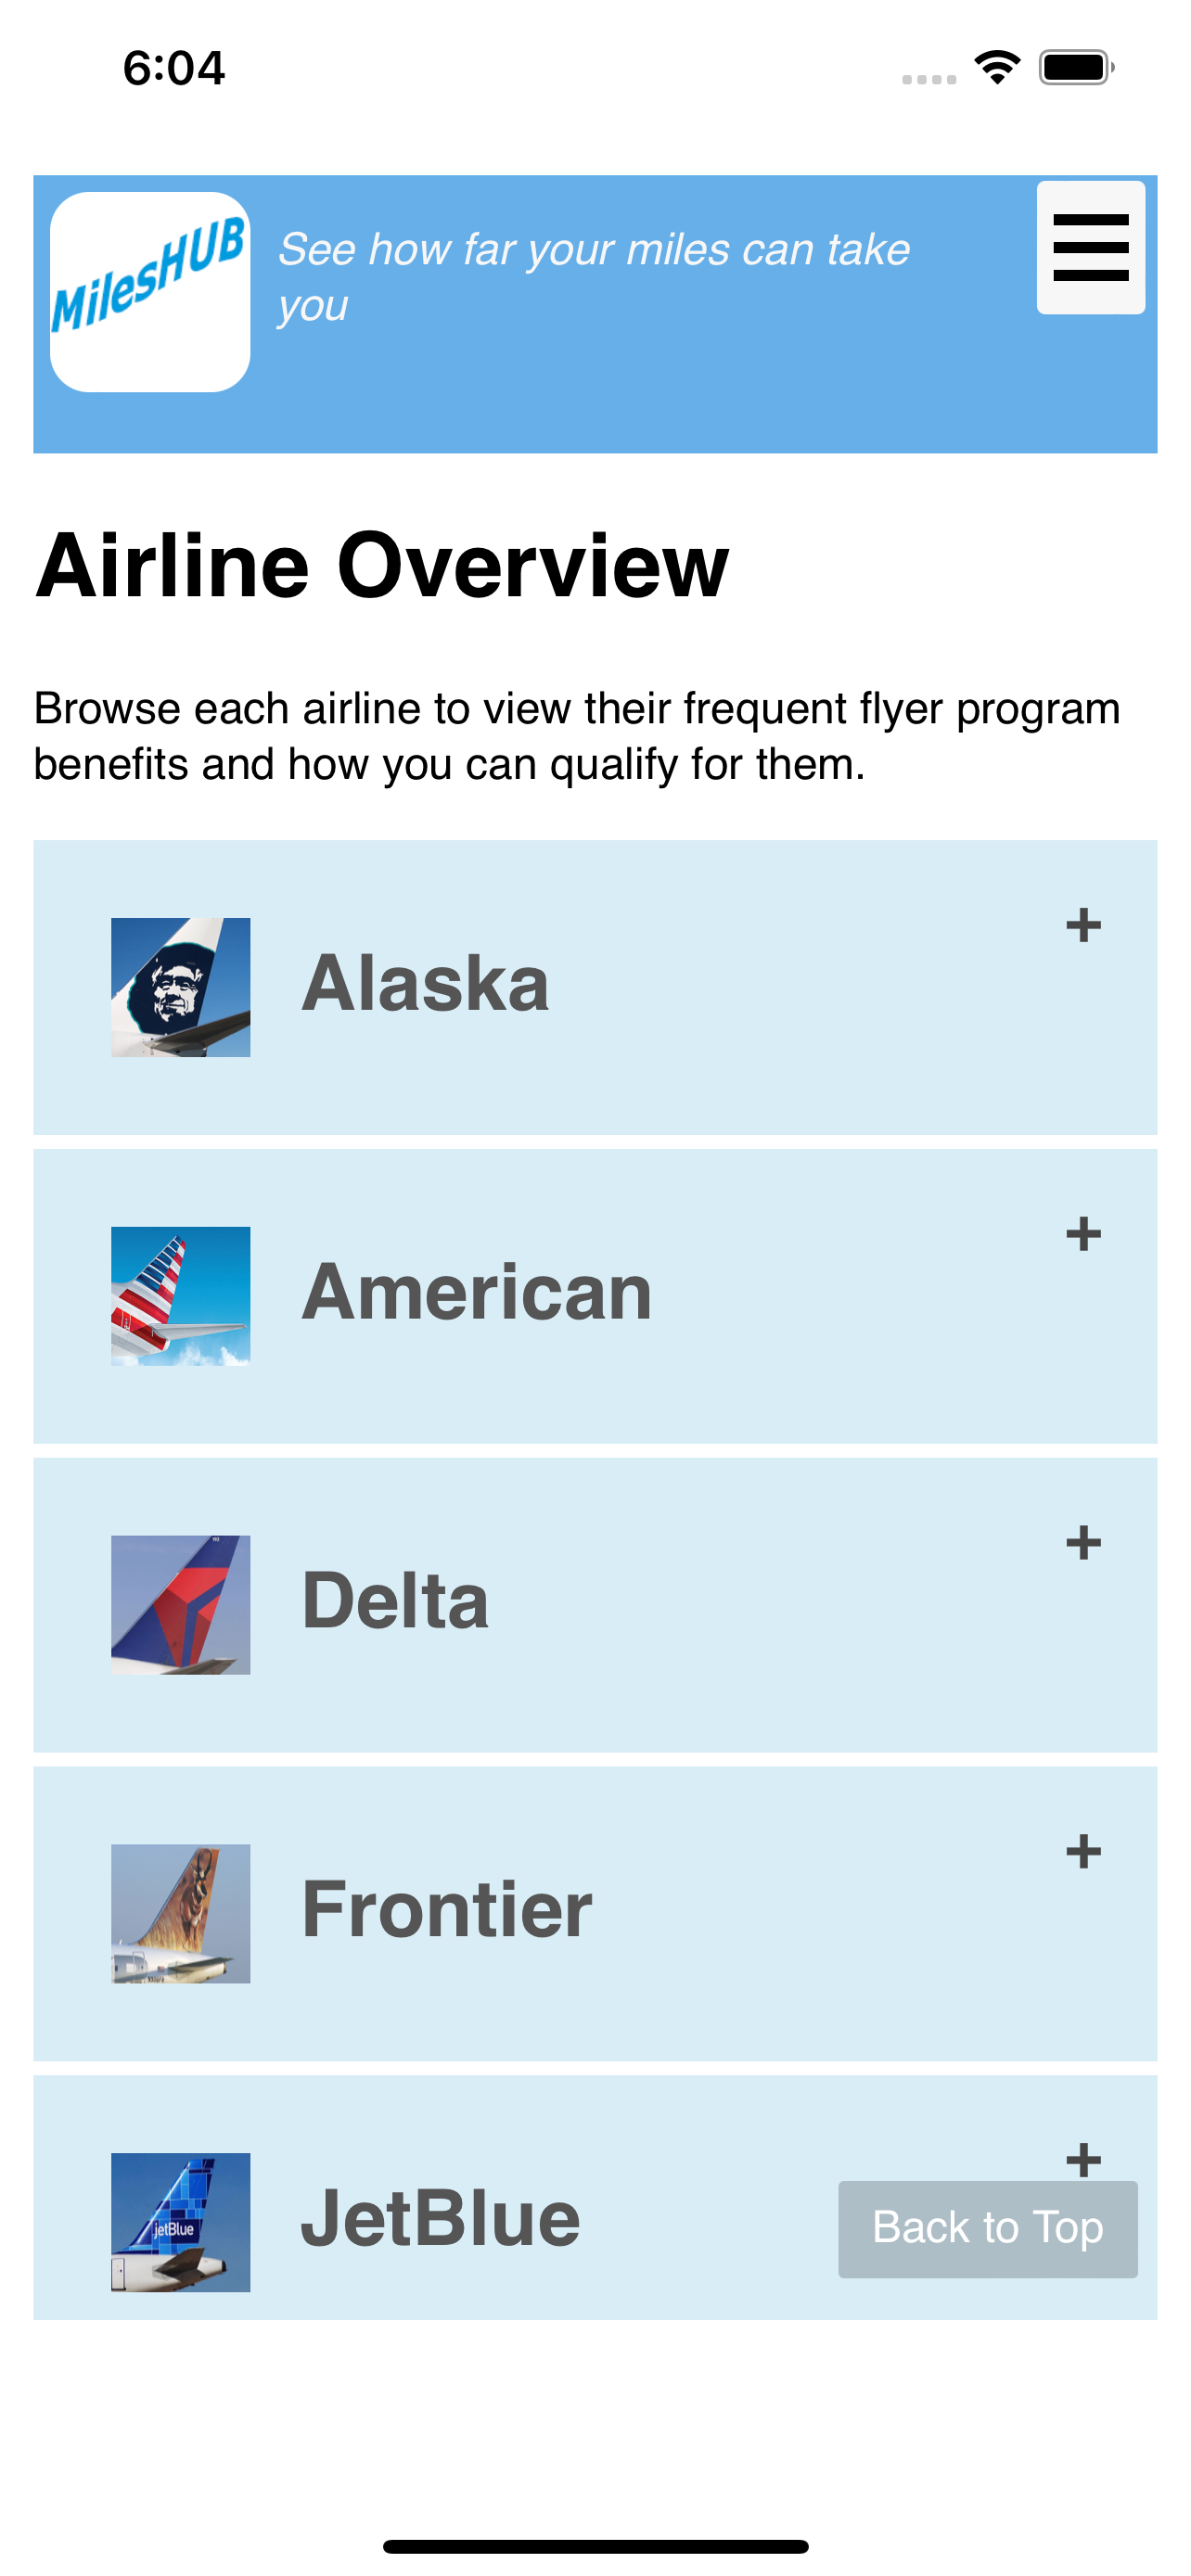 6:04
MilesHUB
See how far your miles can take
you
Airline Overview
Browse each airline to view their frequent flyer program
benefits and how you can qualify for them.
+
Alaska
+
American
+
Delta
+
Frontier
+
jetBlue
JetBlue
Back to Top